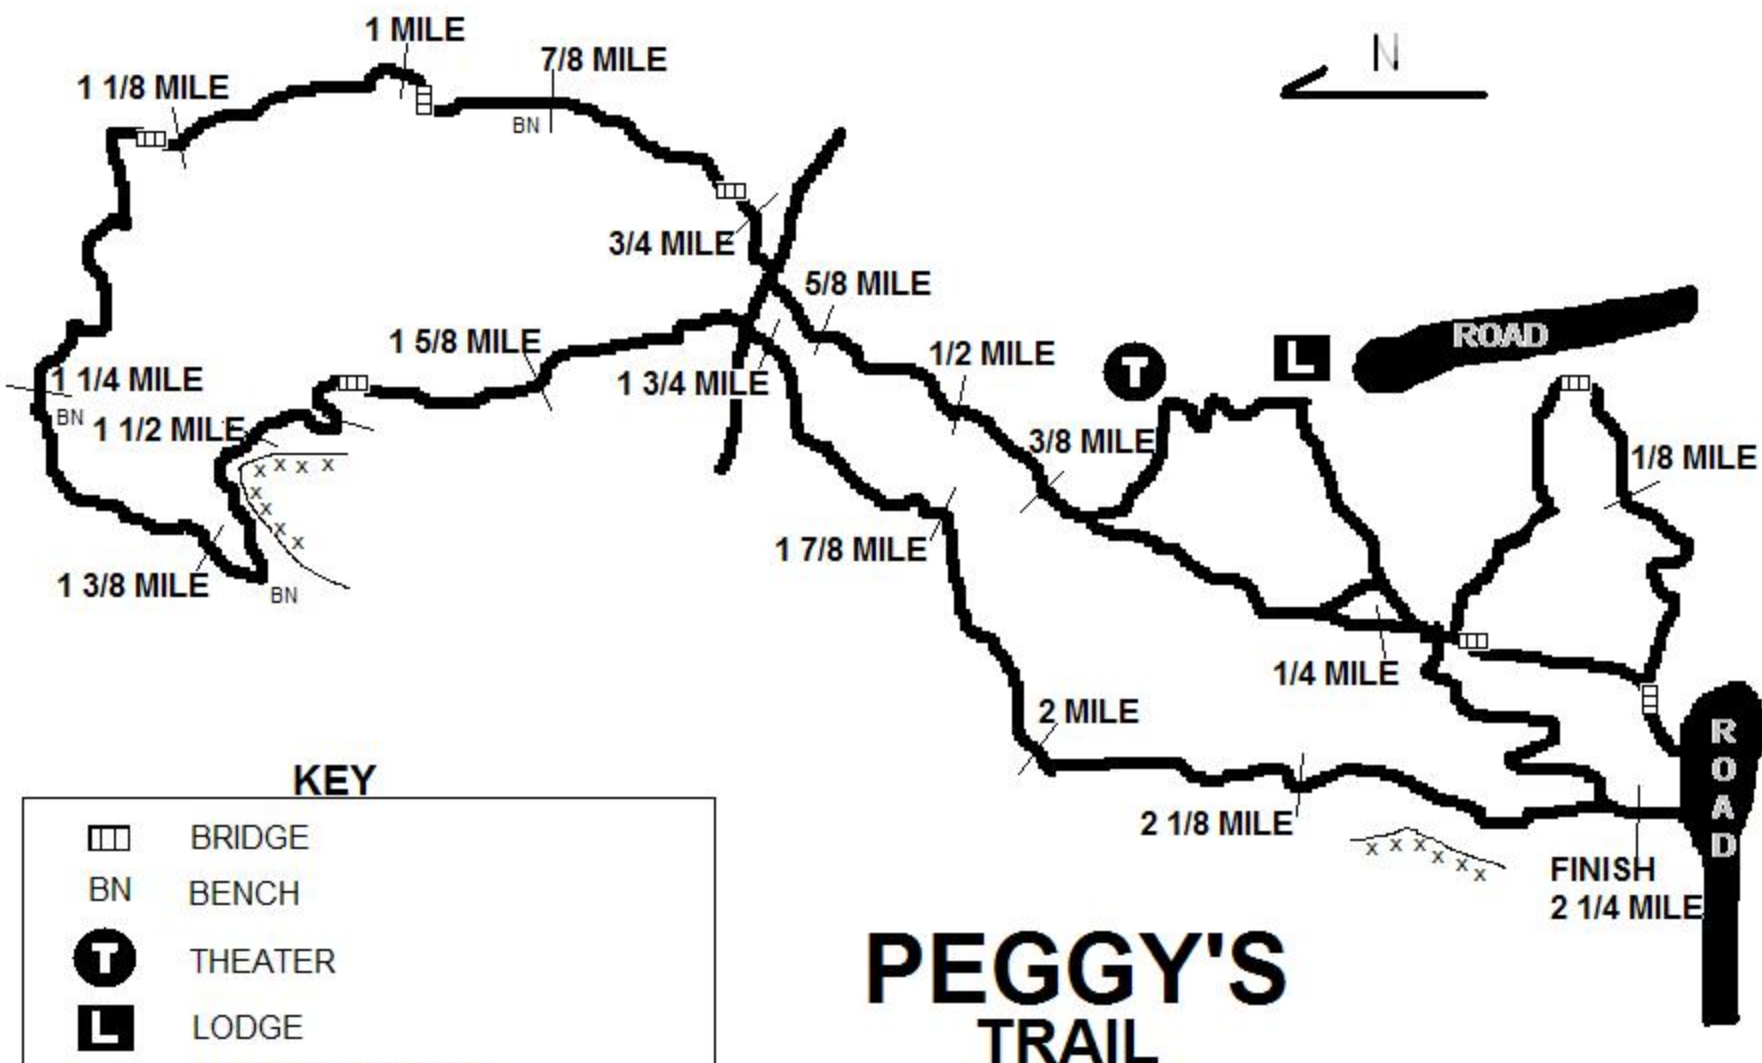 1 MILE
7/8 MILE
N
1 1/8 MILE
BN
3/4 MILE
5/8 MILE
ROAD
1 5/8 MILE
1/2 MILE
L
T
1 1/4 MILE
1 3/4 MILE
BN
1 1/2 MILE
3/8 MILE
1/8 MILE
x x x x
x
x
x
x
1 7/8 MILE
1 3/8 MILE
BN
1/4 MILE
2 MILE
ROAD
KEY
2 1/8 MILE
BRIDGE
x x x x x x
FINISH
2 1/4 MILE
BN BENCH
T THEATER
L LODGE
PEGGY'S
TRAIL